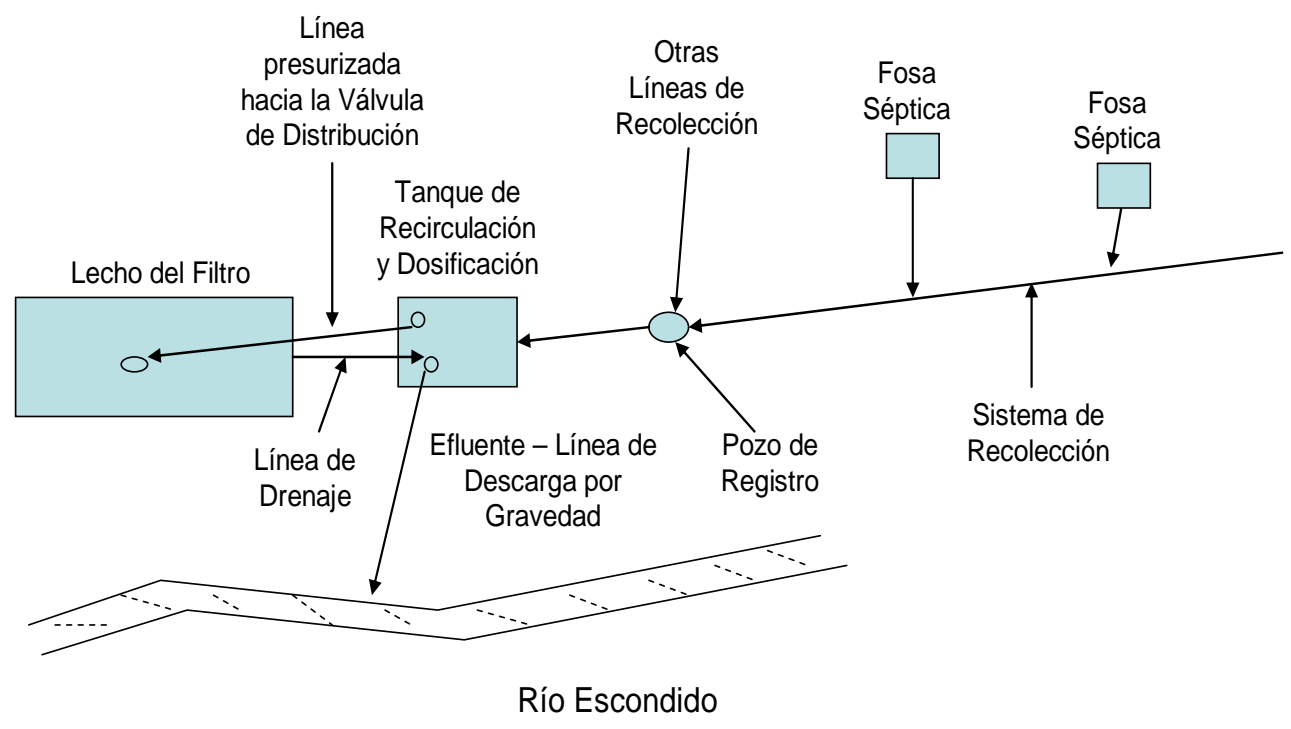 Línea
presurizada
hacia la Válvula
de Distribución
Otras
Líneas de
Recolección
Fosa
Séptica
Fosa
Séptica
Tanque de
Recirculación
y Dosificación
Lecho del Filtro
Línea de
Drenaje
Efluente – Línea de
Descarga por
Gravedad
Pozo de
Registro
Sistema de
Recolección
Río Escondido